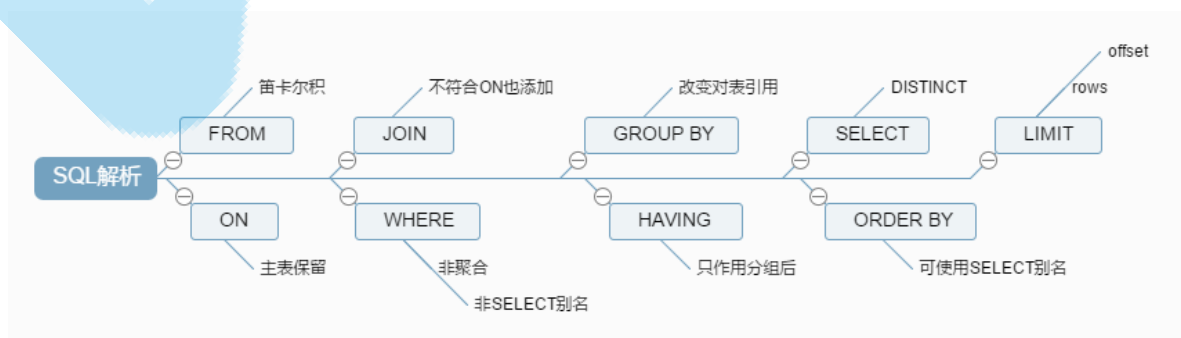 offset
笛卡尔积
不符合ON也添加
改变对表引用
DISTINCT
rows
FROM
JOIN
GROUP BY
SELECT
LIMIT
SQL解析
ON
WHERE
HAVING
ORDER BY
主表保留
非聚合
只作用分组后
可使用SELECT别名
非SELECT别名